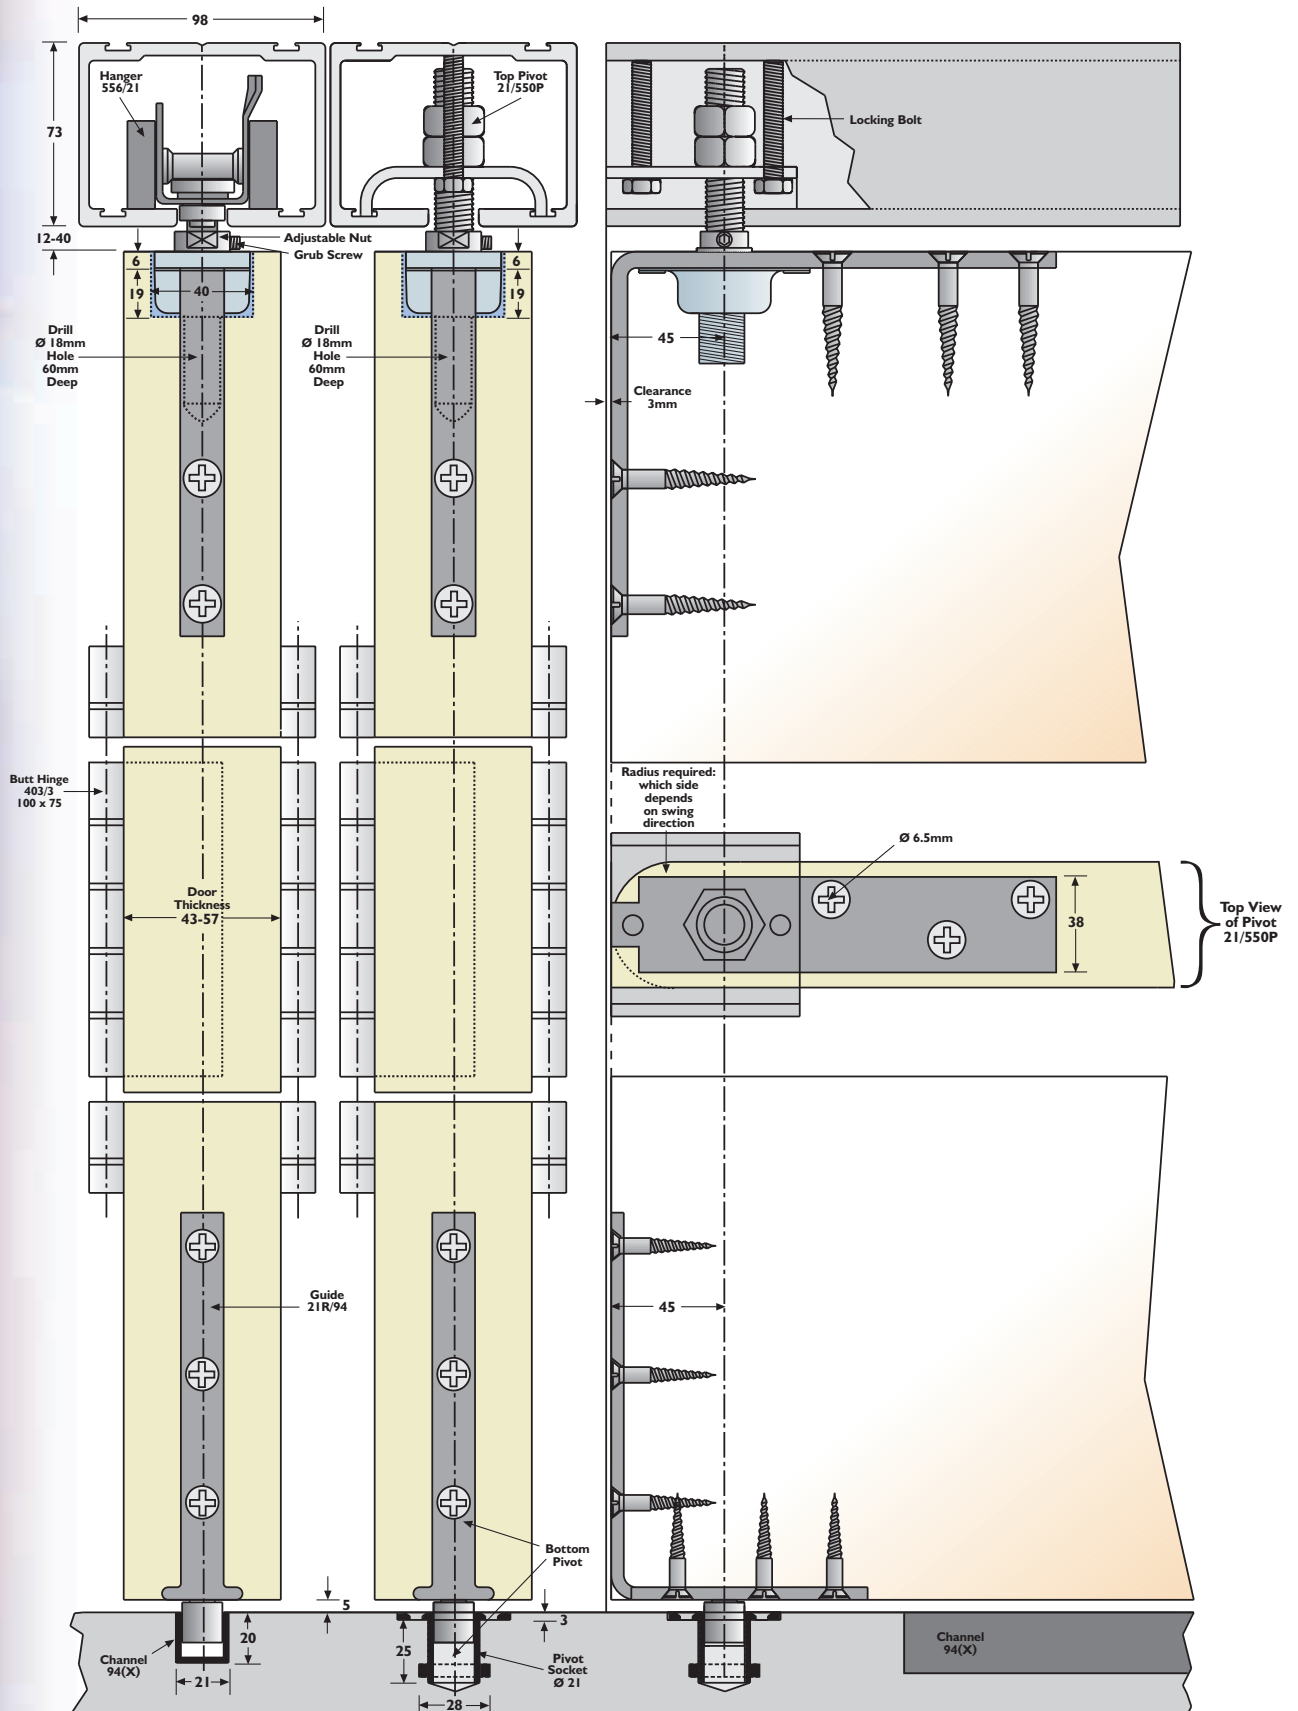 98
Hanger
556/21
Top Pivot
21/550P
Locking Bolt
73
12-40
Adjustable Nut
Grub Screw
6
19
40
6
19
Drill
Ø 18mm
Hole
60mm
Deep
Drill
Ø 18mm
Hole
60mm
Deep
45
Clearance
3mm
Butt Hinge
403/3
100 x 75
Radius required:
which side
depends
on swing
direction
Ø 6.5mm
Door
Thickness
43-57
38
Top View
of Pivot
21/550P
Guide
21R/94
45
Bottom
Pivot
5
3
20
25
Channel
94(X)
21
Pivot
Socket
Ø 21
28
Channel
94(X)